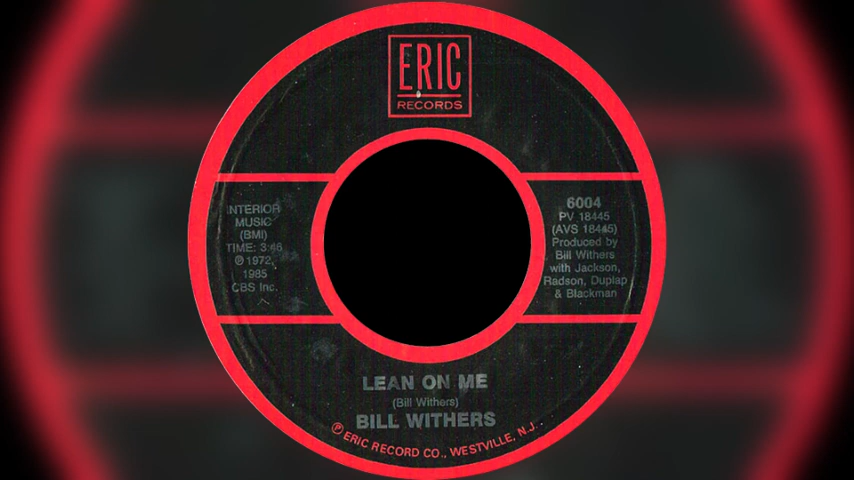 ERIC
RECORDS
INTERIOR
MUSIC
(BMI)
TIME: 3:46
℗ 1972,
1985
CBS Inc.
6004
PV 18445
(AVS 18445)
Produced by
Bill Withers
with Jackson,
Radson, Duplap
& Blackman
LEAN ON ME
(Bill Withers)
BILL WITHERS
℗ ERIC RECORD CO., WESTVILLE, N.J.